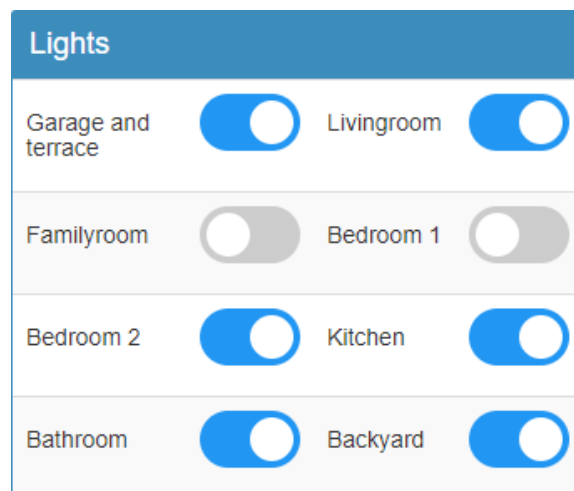 Lights
Garage and
terrace
Livingroom
Familyroom
Bedroom 1
Bedroom 2
Kitchen
Bathroom
Backyard